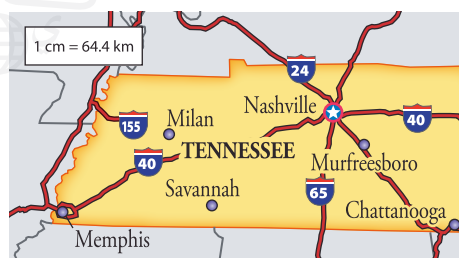 1 cm = 64.4 km
24
Nashville
40
155
Milan
TENNESSEE
40
Murfreesboro
Savannah
65
Chattanooga
Memphis